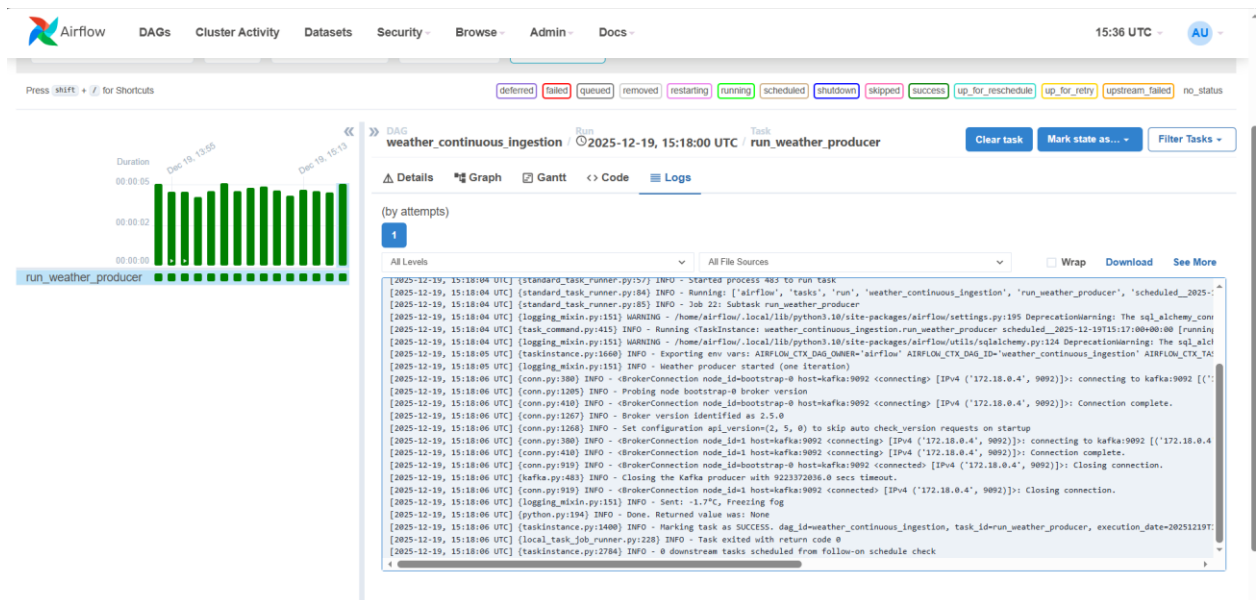 Airflow DAGs Cluster Activity Datasets Security Browse Admin Docs 15:36 UTC AU
Press shift + / for Shortcuts deferred failed queued removed restarting running scheduled shutdown skipped success up_for_reschedule up_for_retry upstream_failed no_status
Duration
Dec 19, 13:55
Dec 19, 15:13
00:00:05
00:00:02
00:00:00
run_weather_producer
DAG Run Task
weather_continuous_ingestion / 2025-12-19, 15:18:00 UTC / run_weather_producer
Clear task Mark state as... Filter Tasks
Details Graph Gantt <> Code Logs
(by attempts)
1
All Levels All File Sources Wrap Download See More
[2025-12-19, 15:18:04 UTC] {standard_task_runner.py:57} INFO - Started process 483 to run task
[2025-12-19, 15:18:04 UTC] {standard_task_runner.py:84} INFO - Running: ['airflow', 'tasks', 'run', 'weather_continuous_ingestion', 'run_weather_producer', 'scheduled__2025-
[2025-12-19, 15:18:04 UTC] {standard_task_runner.py:85} INFO - Job 22: Subtask run_weather_producer
[2025-12-19, 15:18:04 UTC] {logging_mixin.py:151} WARNING - /home/airflow/.local/lib/python3.10/site-packages/airflow/settings.py:195 DeprecationWarning: The sql_alchemy_conn
[2025-12-19, 15:18:04 UTC] {task_command.py:415} INFO - Running <TaskInstance: weather_continuous_ingestion.run_weather_producer scheduled__2025-12-19T15:17:00+00:00 [running
[2025-12-19, 15:18:04 UTC] {logging_mixin.py:151} WARNING - /home/airflow/.local/lib/python3.10/site-packages/airflow/utils/sqlalchemy.py:124 DeprecationWarning: The sql_alch
[2025-12-19, 15:18:05 UTC] {taskinstance.py:1660} INFO - Exporting env vars: AIRFLOW_CTX_DAG_OWNER='airflow' AIRFLOW_CTX_DAG_ID='weather_continuous_ingestion' AIRFLOW_CTX_TAS
[2025-12-19, 15:18:05 UTC] {logging_mixin.py:151} INFO - Weather producer started (one iteration)
[2025-12-19, 15:18:06 UTC] {conn.py:380} INFO - <BrokerConnection node_id=bootstrap-0 host=kafka:9092 <connecting> [IPv4 ('172.18.0.4', 9092)]>: connecting to kafka:9092 [('
[2025-12-19, 15:18:06 UTC] {conn.py:1205} INFO - Probing node bootstrap-0 broker version
[2025-12-19, 15:18:06 UTC] {conn.py:410} INFO - <BrokerConnection node_id=bootstrap-0 host=kafka:9092 <connecting> [IPv4 ('172.18.0.4', 9092)]>: Connection complete.
[2025-12-19, 15:18:06 UTC] {conn.py:1267} INFO - Broker version identified as 2.5.0
[2025-12-19, 15:18:06 UTC] {conn.py:1268} INFO - Set configuration api_version=(2, 5, 0) to skip auto check_version requests on startup
[2025-12-19, 15:18:06 UTC] {conn.py:380} INFO - <BrokerConnection node_id=1 host=kafka:9092 <connecting> [IPv4 ('172.18.0.4', 9092)]>: connecting to kafka:9092 [('172.18.0.4
[2025-12-19, 15:18:06 UTC] {conn.py:410} INFO - <BrokerConnection node_id=1 host=kafka:9092 <connecting> [IPv4 ('172.18.0.4', 9092)]>: Connection complete.
[2025-12-19, 15:18:06 UTC] {conn.py:919} INFO - <BrokerConnection node_id=bootstrap-0 host=kafka:9092 <connected> [IPv4 ('172.18.0.4', 9092)]>: Closing connection.
[2025-12-19, 15:18:06 UTC] {kafka.py:483} INFO - Closing the Kafka producer with 9223372036.0 secs timeout.
[2025-12-19, 15:18:06 UTC] {conn.py:919} INFO - <BrokerConnection node_id=1 host=kafka:9092 <connected> [IPv4 ('172.18.0.4', 9092)]>: Closing connection.
[2025-12-19, 15:18:06 UTC] {logging_mixin.py:151} INFO - Sent: -1.7°C, Freezing fog
[2025-12-19, 15:18:06 UTC] {python.py:194} INFO - Done. Returned value was: None
[2025-12-19, 15:18:06 UTC] {taskinstance.py:1400} INFO - Marking task as SUCCESS. dag_id=weather_continuous_ingestion, task_id=run_weather_producer, execution_date=20251219T
[2025-12-19, 15:18:06 UTC] {local_task_job_runner.py:228} INFO - Task exited with return code 0
[2025-12-19, 15:18:06 UTC] {taskinstance.py:2784} INFO - 0 downstream tasks scheduled from follow-on schedule check